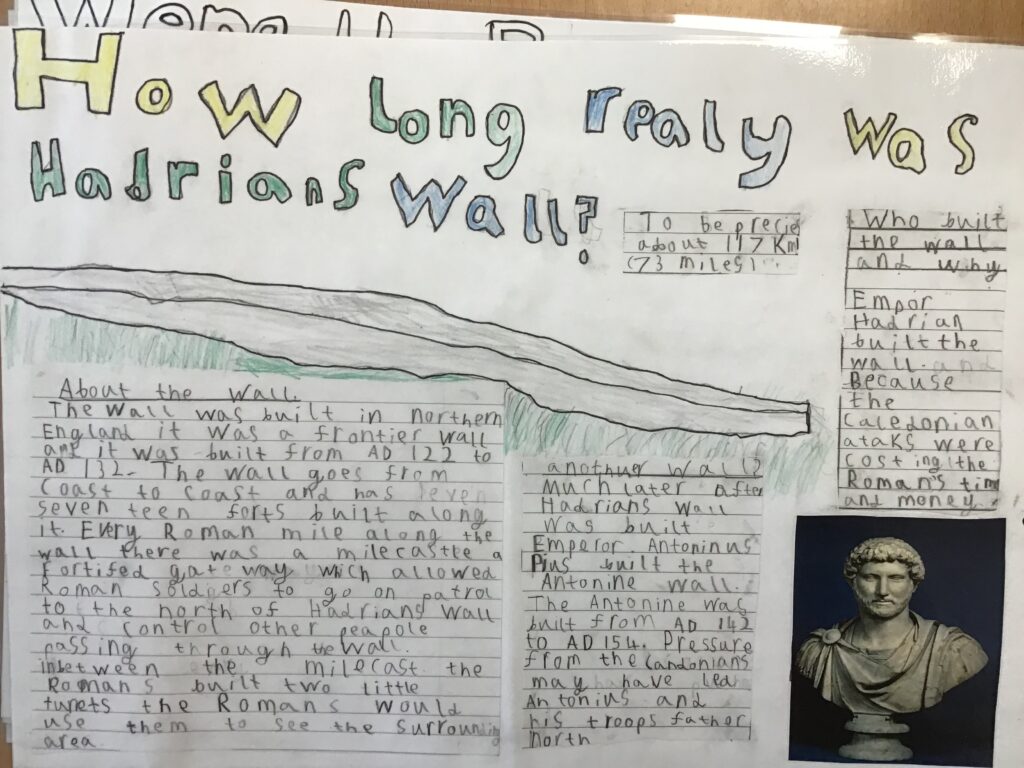 How long realy was
Hadrians Wall?
To be precie
about 117 Km
(73 miles).
Who built
the wall
and why
Empor
Hadrian
built the
wall. and
Because
the
Caledonian
ataks were
costing the
Roman's time
and money.
About the Wall.
The Wall was built in northern
England it was a frontier wall
and it was built from AD 122 to
AD 132. The Wall goes from
coast to coast and has
seven teen forts built along
it. Every Roman mile along the
wall there was a milecastle a
fortifed gate way which allowed
Roman soldiers to go on patrol
to the north of Hadrians Wall
and control other peapole
passing through the wall.
inbetween the milecast the
Romans built two little
turets the Romans would
use them to see the surrounding
area.
anothuer Wall?
Much later after
Hadrians Wall
was built
Emperor Antoninus
Pius built the
Antonine Wall.
The Antonine was
built from AD 142
to AD 154. Pressure
from the Candonians
may have lead
Antonius and
his troops father
north